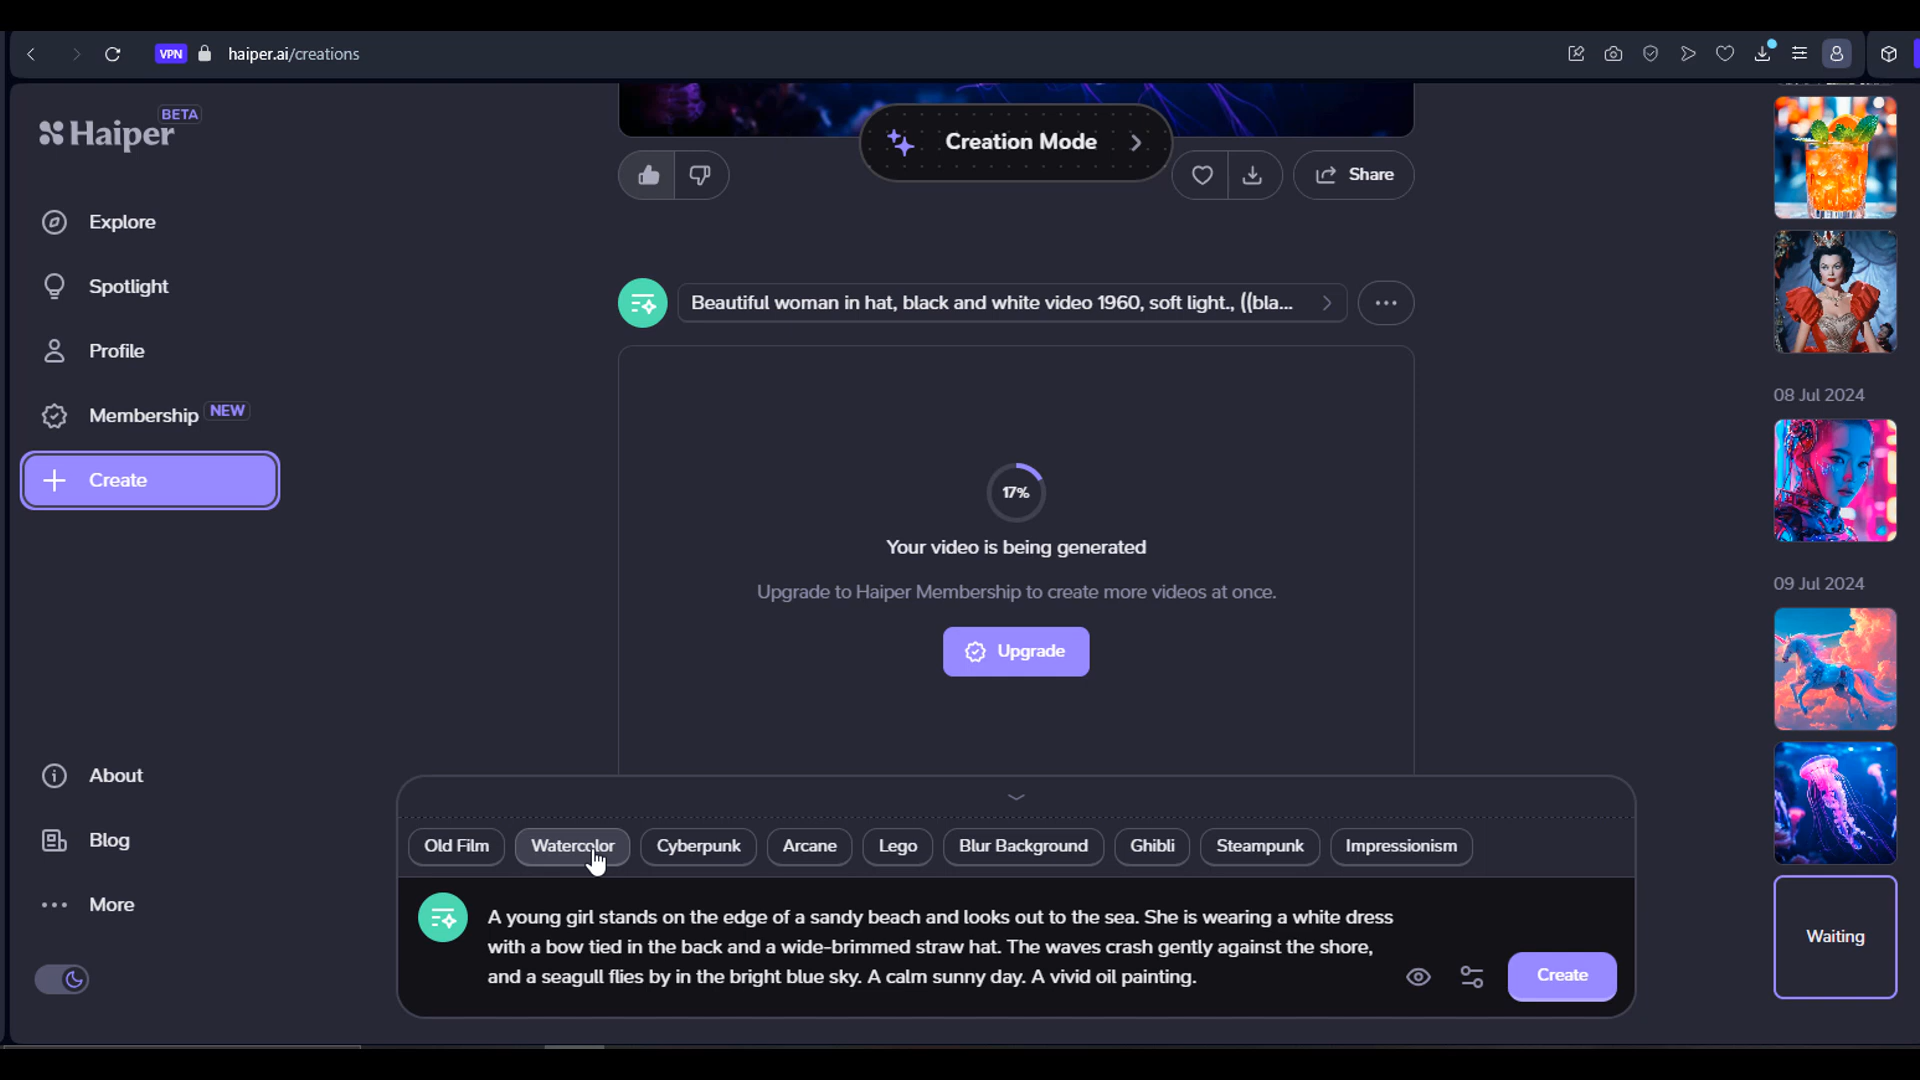 VPN
haiper.ai/creations
Haiper
BETA
Explore
Spotlight
Profile
Membership NEW
Create
About
Blog
More
Creation Mode
Share
Beautiful woman in hat, black and white video 1960, soft light., ((bla...
17%
Your video is being generated
Upgrade to Haiper Membership to create more videos at once.
Upgrade
Old Film
Watercolor
Cyberpunk
Arcane
Lego
Blur Background
Ghibli
Steampunk
Impressionism
A young girl stands on the edge of a sandy beach and looks out to the sea. She is wearing a white dress
with a bow tied in the back and a wide-brimmed straw hat. The waves crash gently against the shore,
and a seagull flies by in the bright blue sky. A calm sunny day. A vivid oil painting.
Create
08 Jul 2024
09 Jul 2024
Waiting